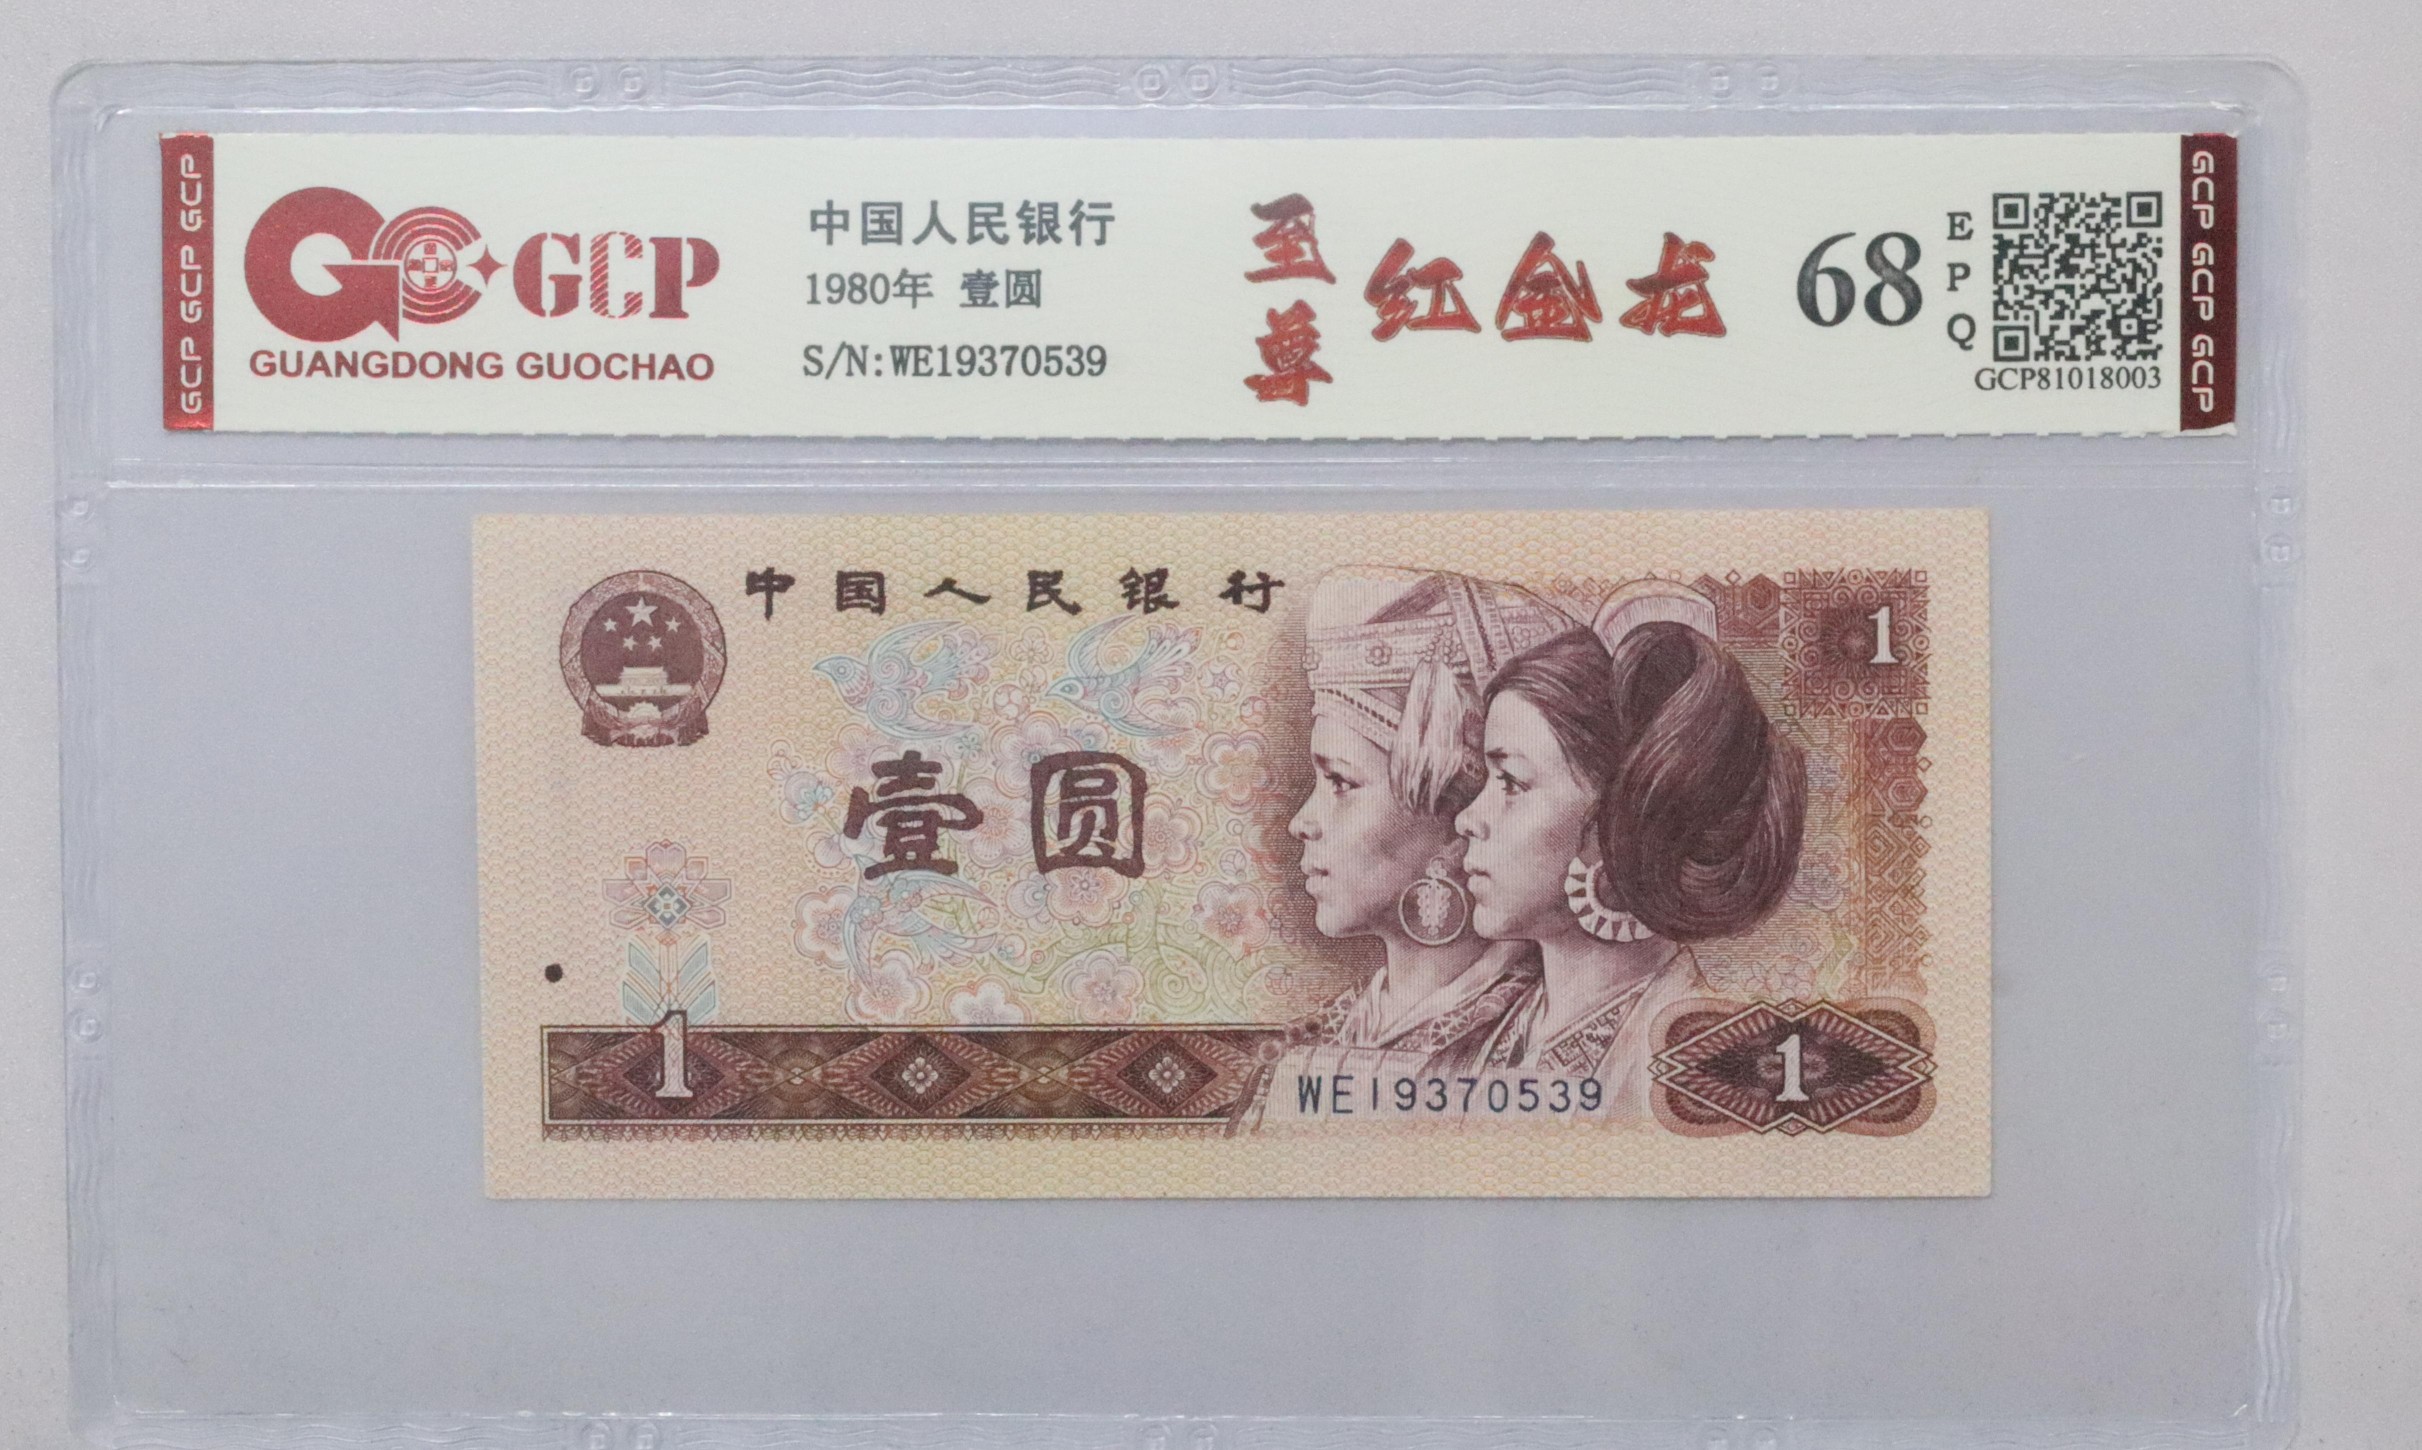 GCP GCP GCP
GCP
GUANGDONG GUOCHAO
中国人民银行
1980年 壹圆
S/N:WE19370539
至尊
红金龙
68
EPQ
GCP81018003
GCP GCP GCP
中国人民银行
1
壹圆
1
WE19370539
1